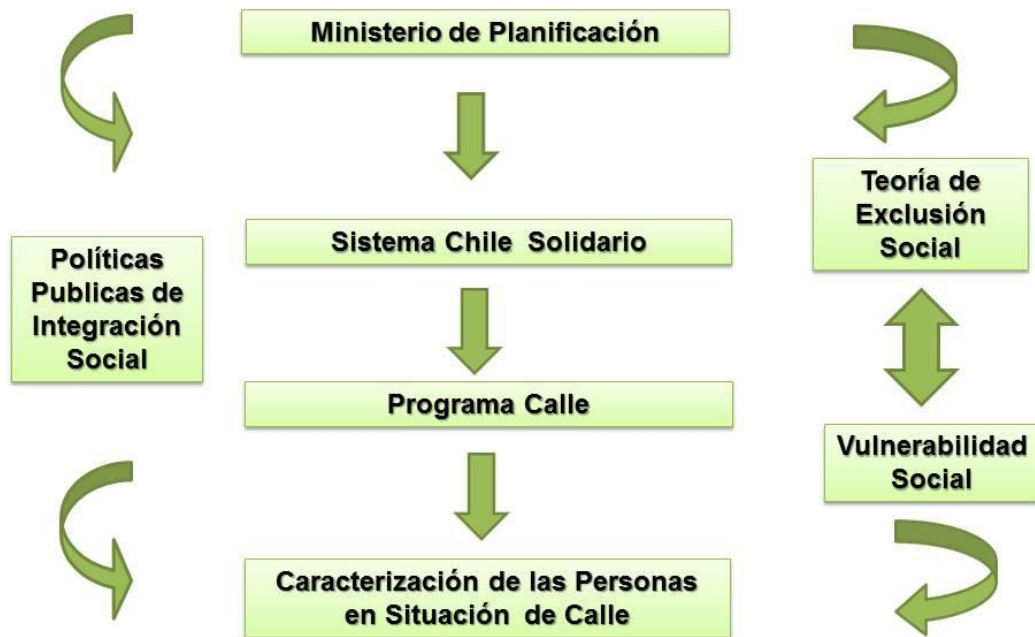 Ministerio de Planificación
Teoría de
Exclusión
Social
Sistema Chile Solidario
Políticas
Publicas de
Integración
Social
Programa Calle
Vulnerabilidad
Social
Caracterización de las Personas
en Situación de Calle